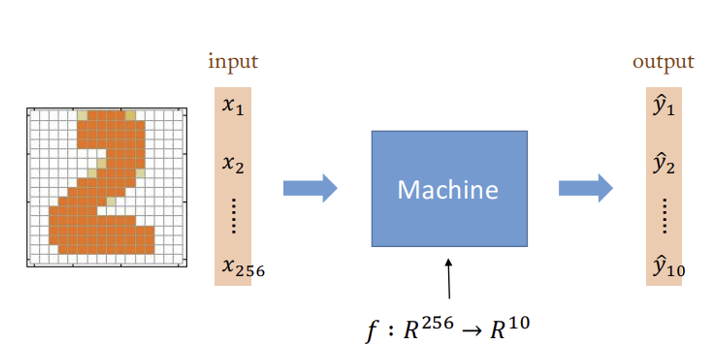 input
output
x₁
x₂
......
x₂₅₆
Machine
ŷ₁
ŷ₂
......
ŷ₁₀
f : R²⁵⁶ → R¹⁰